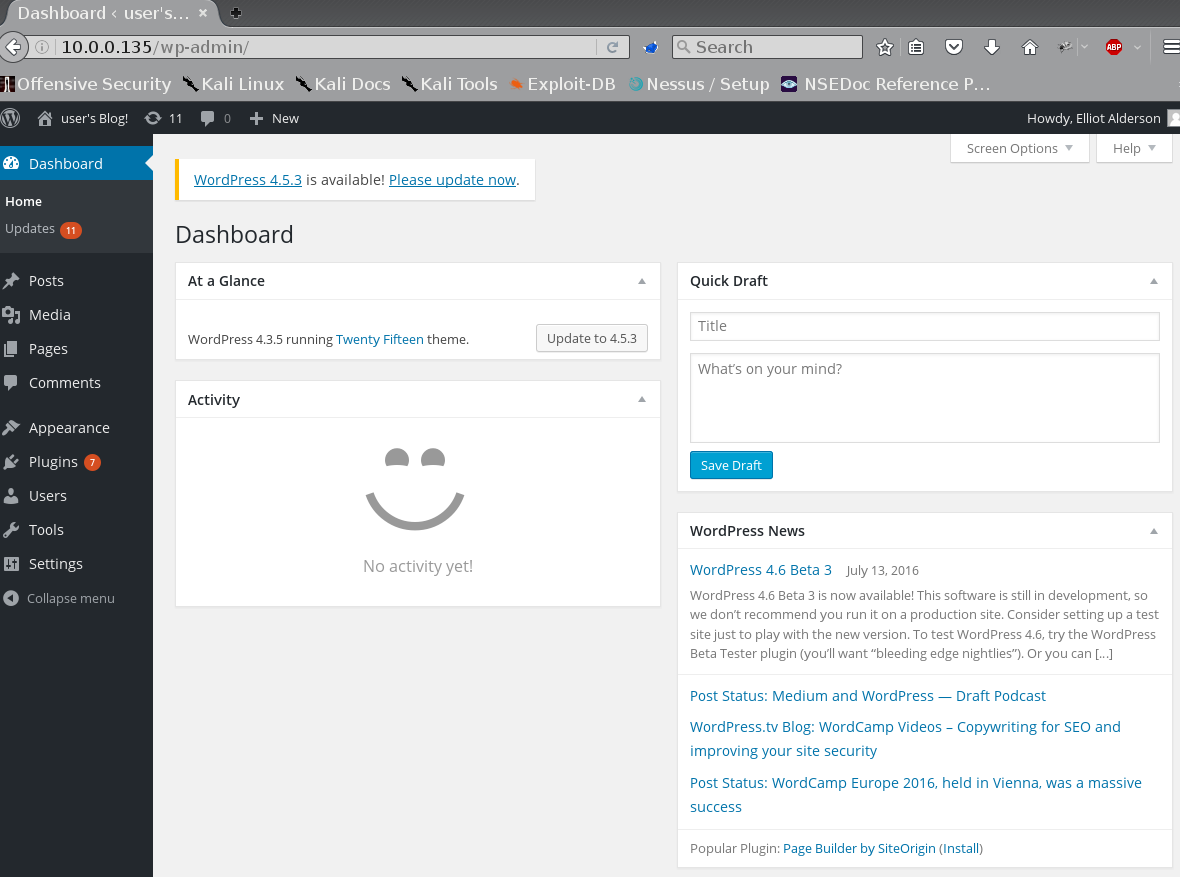 Dashboard ‹ user's...
10.0.0.135/wp-admin/
Search
ABP
Offensive Security
Kali Linux
Kali Docs
Kali Tools
Exploit-DB
Nessus / Setup
NSEDoc Reference P...
user's Blog!
11
0
New
Howdy, Elliot Alderson
Screen Options
Help
Dashboard
Home
Updates 11
Posts
Media
Pages
Comments
Appearance
Plugins 7
Users
Tools
Settings
Collapse menu
WordPress 4.5.3 is available! Please update now.
Dashboard
At a Glance
WordPress 4.3.5 running Twenty Fifteen theme.
Update to 4.5.3
Activity
No activity yet!
Quick Draft
Title
What's on your mind?
Save Draft
WordPress News
WordPress 4.6 Beta 3 July 13, 2016
WordPress 4.6 Beta 3 is now available! This software is still in development, so
we don't recommend you run it on a production site. Consider setting up a test
site just to play with the new version. To test WordPress 4.6, try the WordPress
Beta Tester plugin (you'll want “bleeding edge nightlies”). Or you can [...]
Post Status: Medium and WordPress — Draft Podcast
WordPress.tv Blog: WordCamp Videos – Copywriting for SEO and
improving your site security
Post Status: WordCamp Europe 2016, held in Vienna, was a massive
success
Popular Plugin: Page Builder by SiteOrigin (Install)